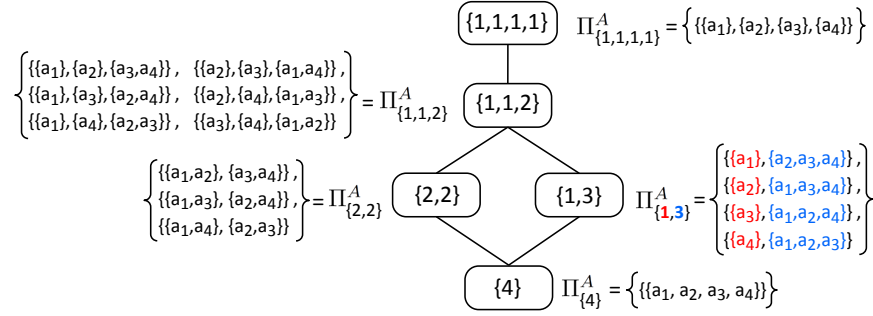 {1,1,1,1} Π^A_{1,1,1,1} = {{{a₁},{a₂},{a₃},{a₄}}}
{{{a₁},{a₂},{a₃,a₄}} , {{a₂},{a₃},{a₁,a₄}} ,
{{a₁},{a₃},{a₂,a₄}} , {{a₂},{a₄},{a₁,a₃}} ,
{{a₁},{a₄},{a₂,a₃}} , {{a₃},{a₄},{a₁,a₂}}} = Π^A_{1,1,2}
{1,1,2}
{{{a₁,a₂}, {a₃,a₄}} ,
{{a₁,a₃}, {a₂,a₄}} ,
{{a₁,a₄}, {a₂,a₃}}} = Π^A_{2,2}
{2,2}
{1,3}
Π^A_{1,3} = {{{a₁},{a₂,a₃,a₄}} ,
{{a₂},{a₁,a₃,a₄}} ,
{{a₃},{a₁,a₂,a₄}} ,
{{a₄},{a₁,a₂,a₃}}}
{4} Π^A_{4} = {{{a₁, a₂, a₃, a₄}}}